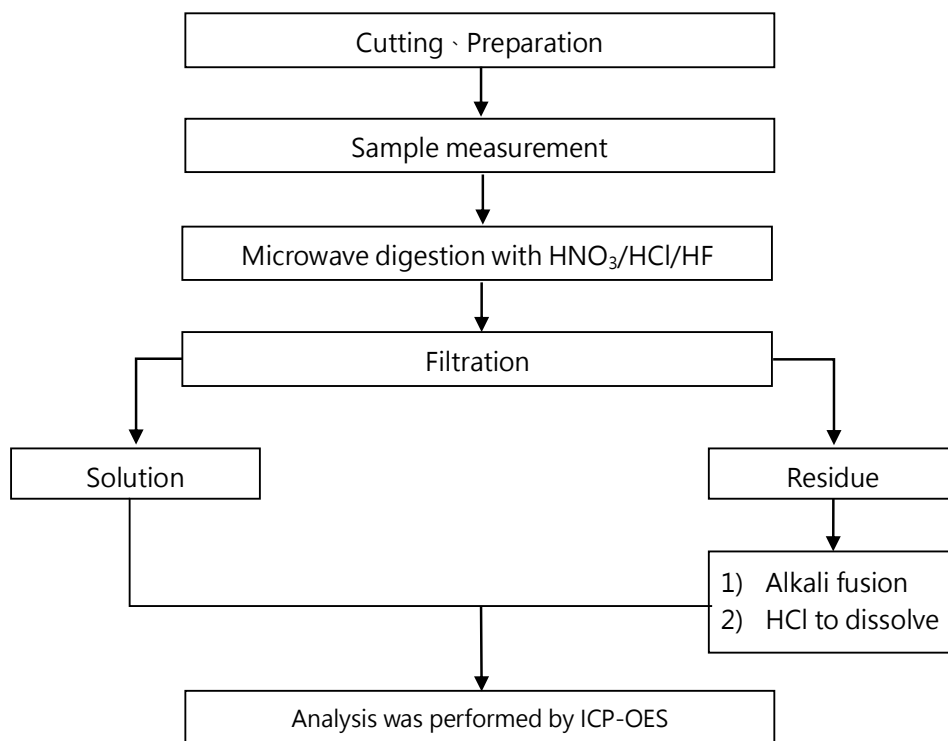 Cutting、Preparation
Sample measurement
Microwave digestion with HNO₃/HCl/HF
Filtration
Solution
Residue
1) Alkali fusion
2) HCl to dissolve
Analysis was performed by ICP-OES